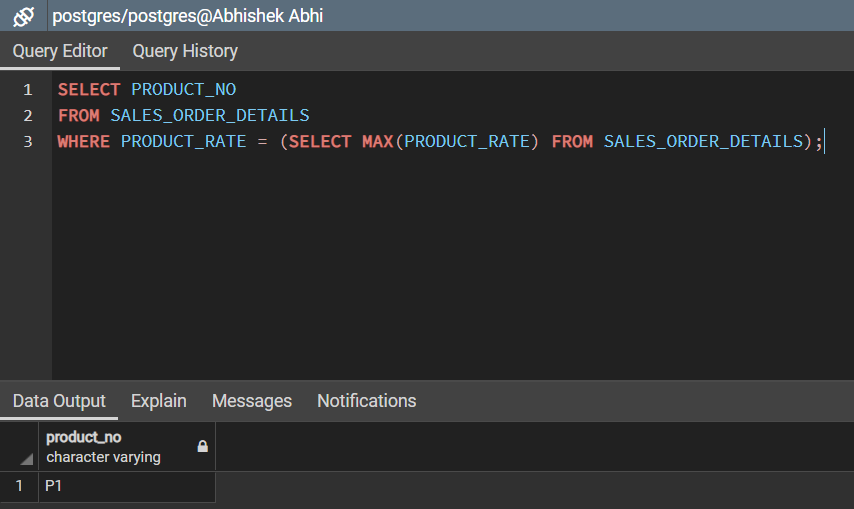 postgres/postgres@Abhishek Abhi
Query Editor Query History
1 SELECT PRODUCT_NO
2 FROM SALES_ORDER_DETAILS
3 WHERE PRODUCT_RATE = (SELECT MAX(PRODUCT_RATE) FROM SALES_ORDER_DETAILS);
Data Output Explain Messages Notifications
product_no
character varying
1 P1